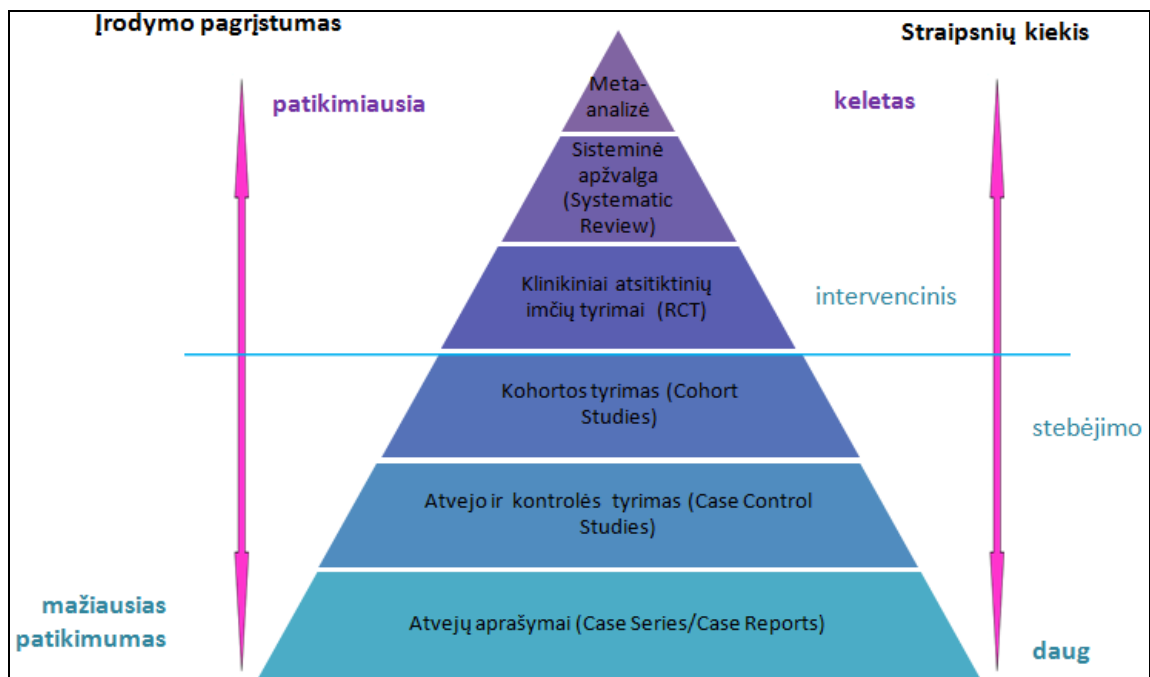 Įrodymo pagrįstumas
Straipsnių kiekis
patikimiausia
keletas
Meta-
analizė
Sisteminė
apžvalga
(Systematic
Review)
Klinikiniai atsitiktinių
imčių tyrimai (RCT)
intervencinis
Kohortos tyrimas (Cohort
Studies)
stebėjimo
Atvejo ir kontrolės tyrimas (Case Control
Studies)
mažiausias
patikimumas
Atvejų aprašymai (Case Series/Case Reports)
daug